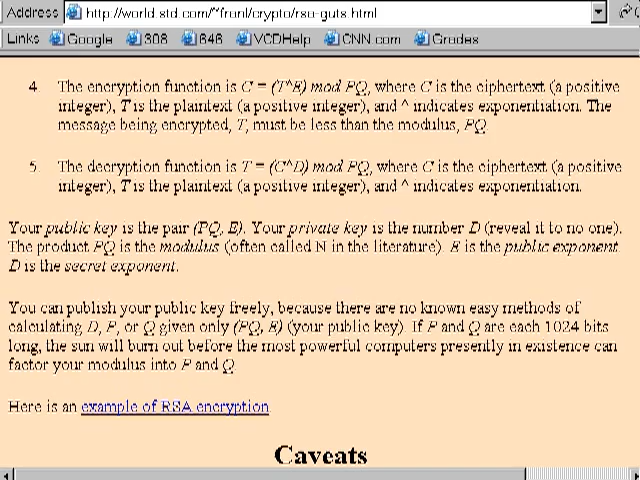 Address http://world.std.com/~franl/crypto/rsa-guts.html
Links Google 308 646 VCDHelp CNN.com Grades
4. The encryption function is C = (T^E) mod PQ, where C is the ciphertext (a positive
integer), T is the plaintext (a positive integer), and ^ indicates exponentiation. The
message being encrypted, T, must be less than the modulus, PQ.
5. The decryption function is T = (C^D) mod PQ, where C is the ciphertext (a positive
integer), T is the plaintext (a positive integer), and ^ indicates exponentiation.
Your public key is the pair (PQ, E). Your private key is the number D (reveal it to no one).
The product PQ is the modulus (often called N in the literature). E is the public exponent.
D is the secret exponent.
You can publish your public key freely, because there are no known easy methods of
calculating D, P, or Q given only (PQ, E) (your public key). If P and Q are each 1024 bits
long, the sun will burn out before the most powerful computers presently in existence can
factor your modulus into P and Q.
Here is an example of RSA encryption.
Caveats